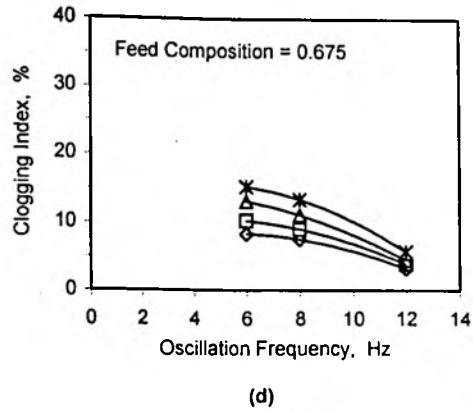 40
30
20
10
0
Clogging Index, %
Feed Composition = 0.675
0 2 4 6 8 10 12 14
Oscillation Frequency, Hz
(d)